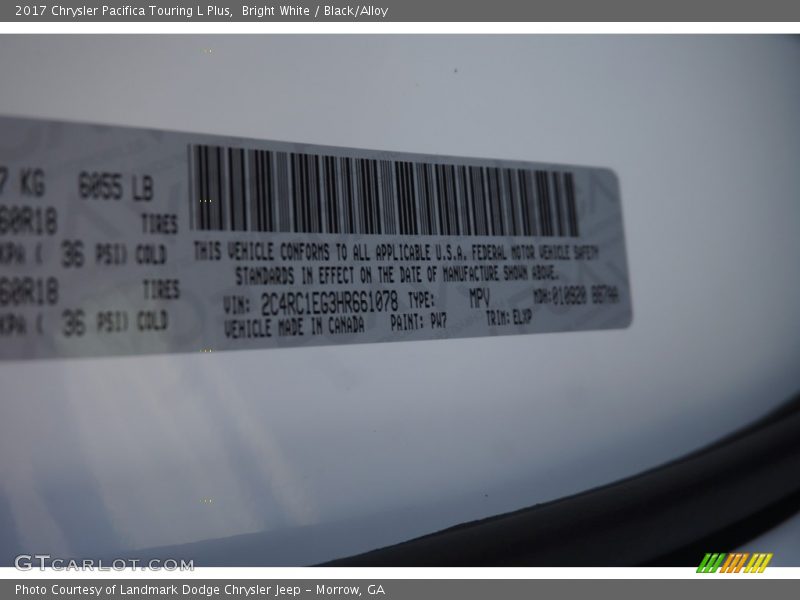 2017 Chrysler Pacifica Touring L Plus,  Bright White / Black/Alloy
7 KG 6055 LB
60R18 TIRES
KPA ( 36 PSI) COLD
60R18 TIRES
KPA ( 36 PSI) COLD
THIS VEHICLE CONFORMS TO ALL APPLICABLE U.S.A. FEDERAL MOTOR VEHICLE SAFETY
STANDARDS IN EFFECT ON THE DATE OF MANUFACTURE SHOWN ABOVE.
VIN: 2C4RC1EG3HR661078 TYPE: MPV MDH:010920
VEHICLE MADE IN CANADA PAINT: PW7 TRIM: ELXP
GTCARLOT.COM
Photo Courtesy of Landmark Dodge Chrysler Jeep - Morrow, GA